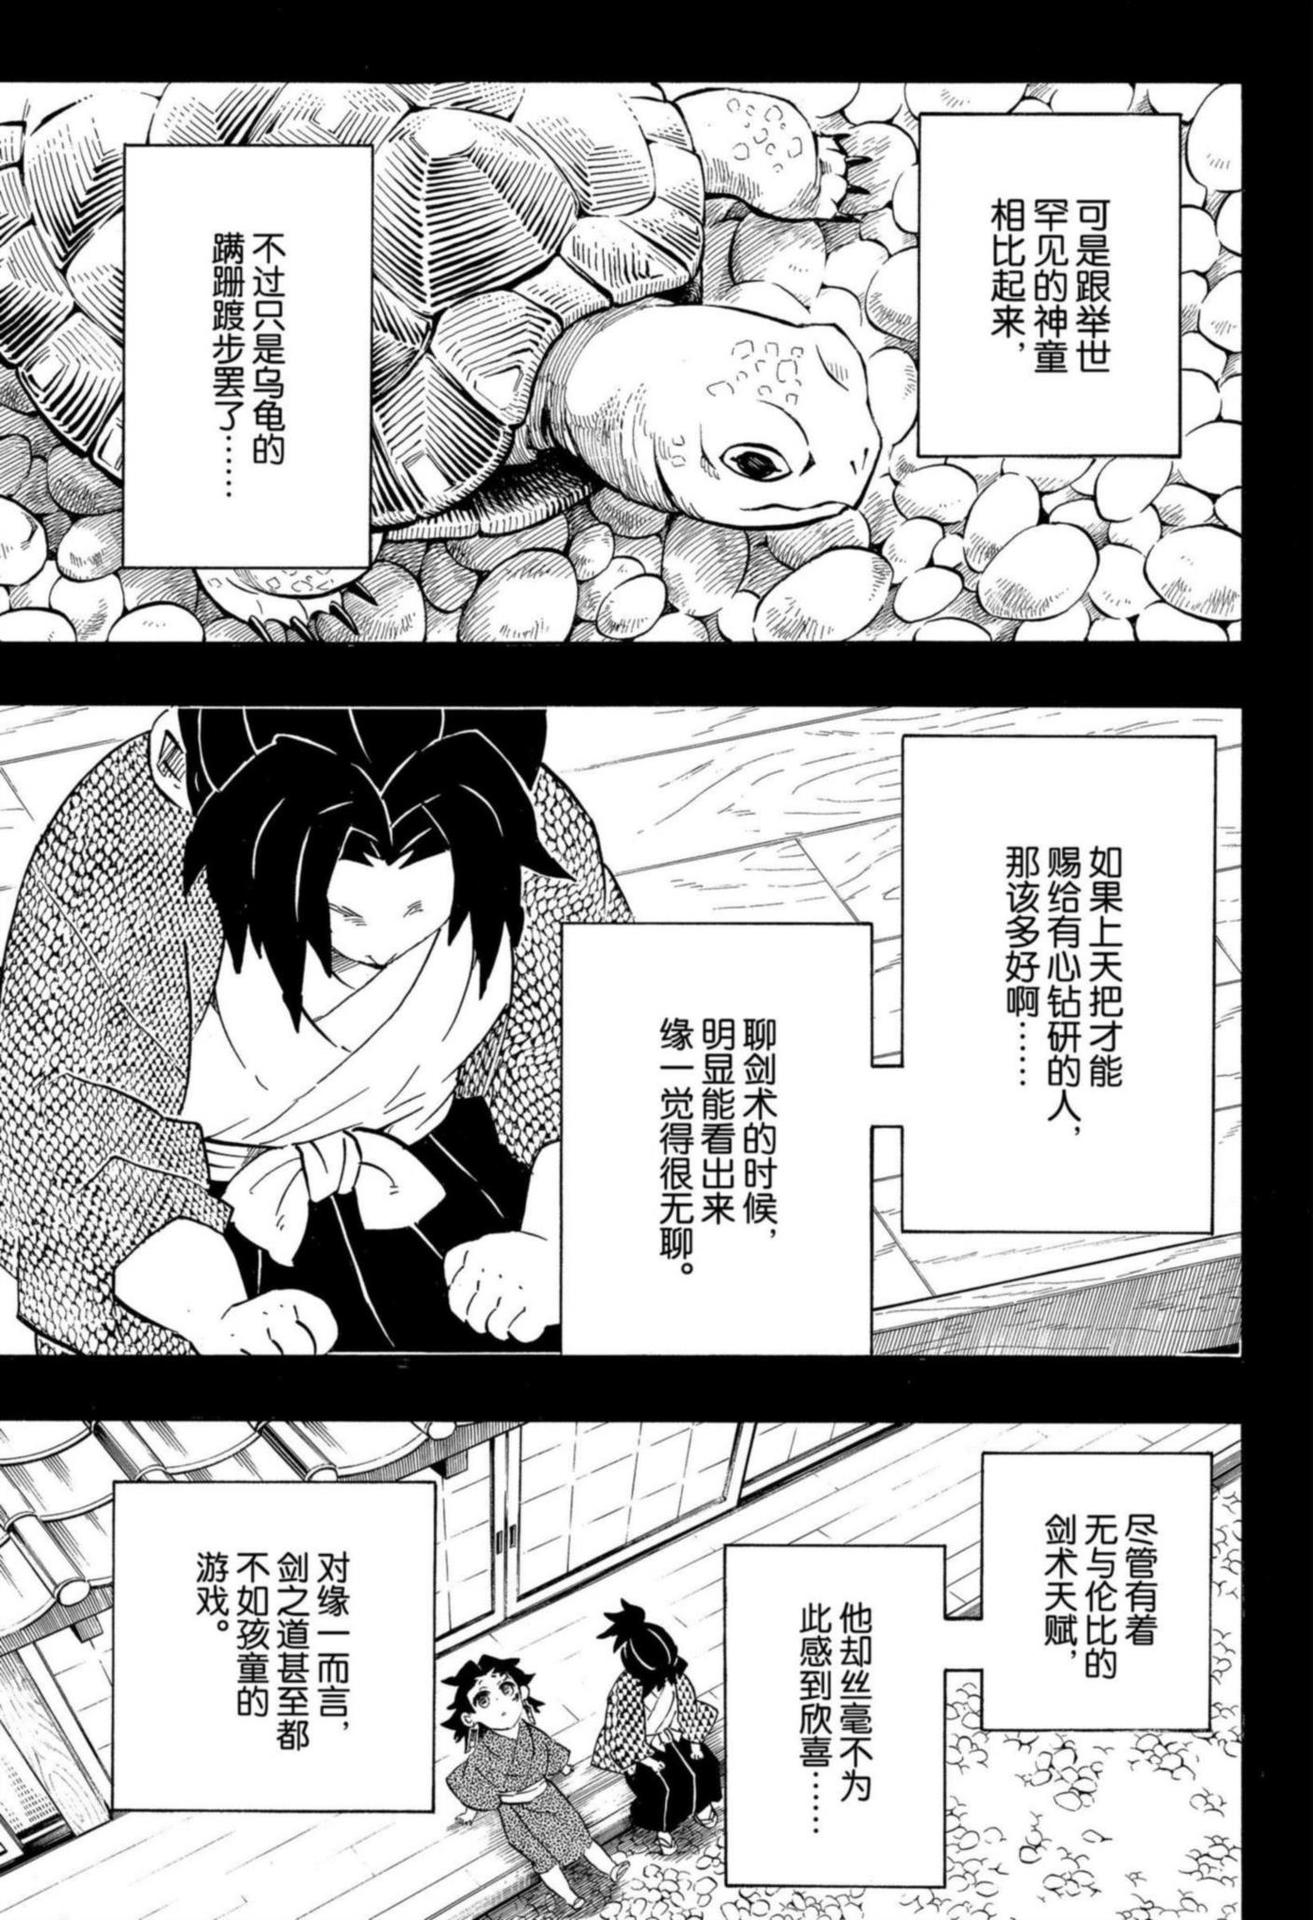 可是跟举世
罕见的神童
相比起来，
不过只是乌龟的
蹒跚踱步罢了……
如果上天把才能
赐给有心钻研的人，
那该多好啊……
聊剑术的时候，
明显能看出来
缘一觉得很无聊。
尽管有着
无与伦比的
剑术天赋，
他却丝毫不为
此感到欣喜……
对缘一而言，
剑之道甚至都
不如孩童的
游戏。